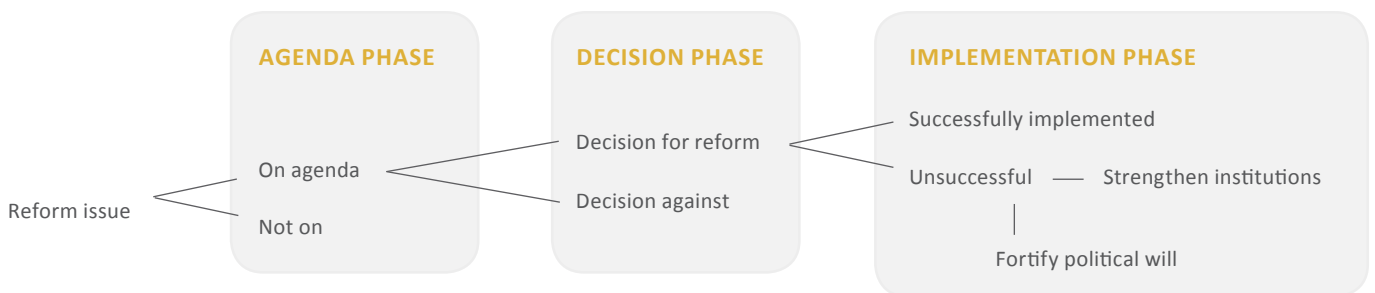 AGENDA PHASE
DECISION PHASE
IMPLEMENTATION PHASE
Reform issue
On agenda
Not on
Decision for reform
Decision against
Successfully implemented
Unsuccessful
Strengthen institutions
Fortify political will